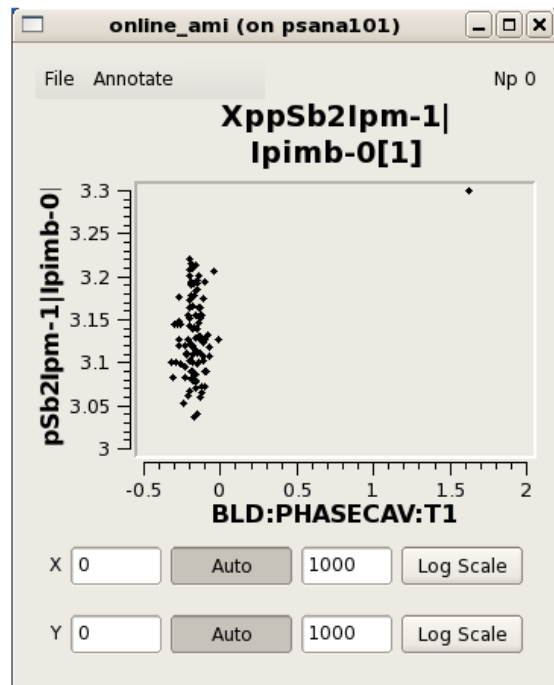 online_ami (on psana101)
File Annotate Np 0
XppSb2Ipm-1|
Ipimb-0[1]
pSb2Ipm-1|Ipimb-0|
3.3
3.25
3.2
3.15
3.1
3.05
3
-0.5 0 0.5 1 1.5 2
BLD:PHASECAV:T1
X 0 Auto 1000 Log Scale
Y 0 Auto 1000 Log Scale